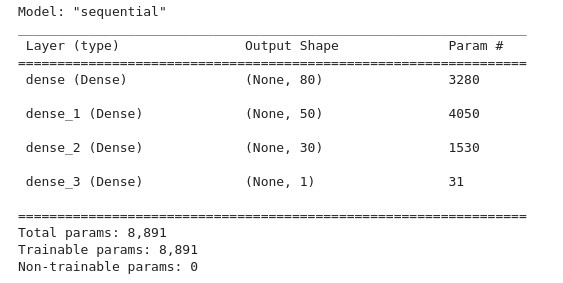 Model: "sequential"
_________________________________________________________________
Layer (type) Output Shape Param #
=================================================================
dense (Dense) (None, 80) 3280
dense_1 (Dense) (None, 50) 4050
dense_2 (Dense) (None, 30) 1530
dense_3 (Dense) (None, 1) 31
=================================================================
Total params: 8,891
Trainable params: 8,891
Non-trainable params: 0